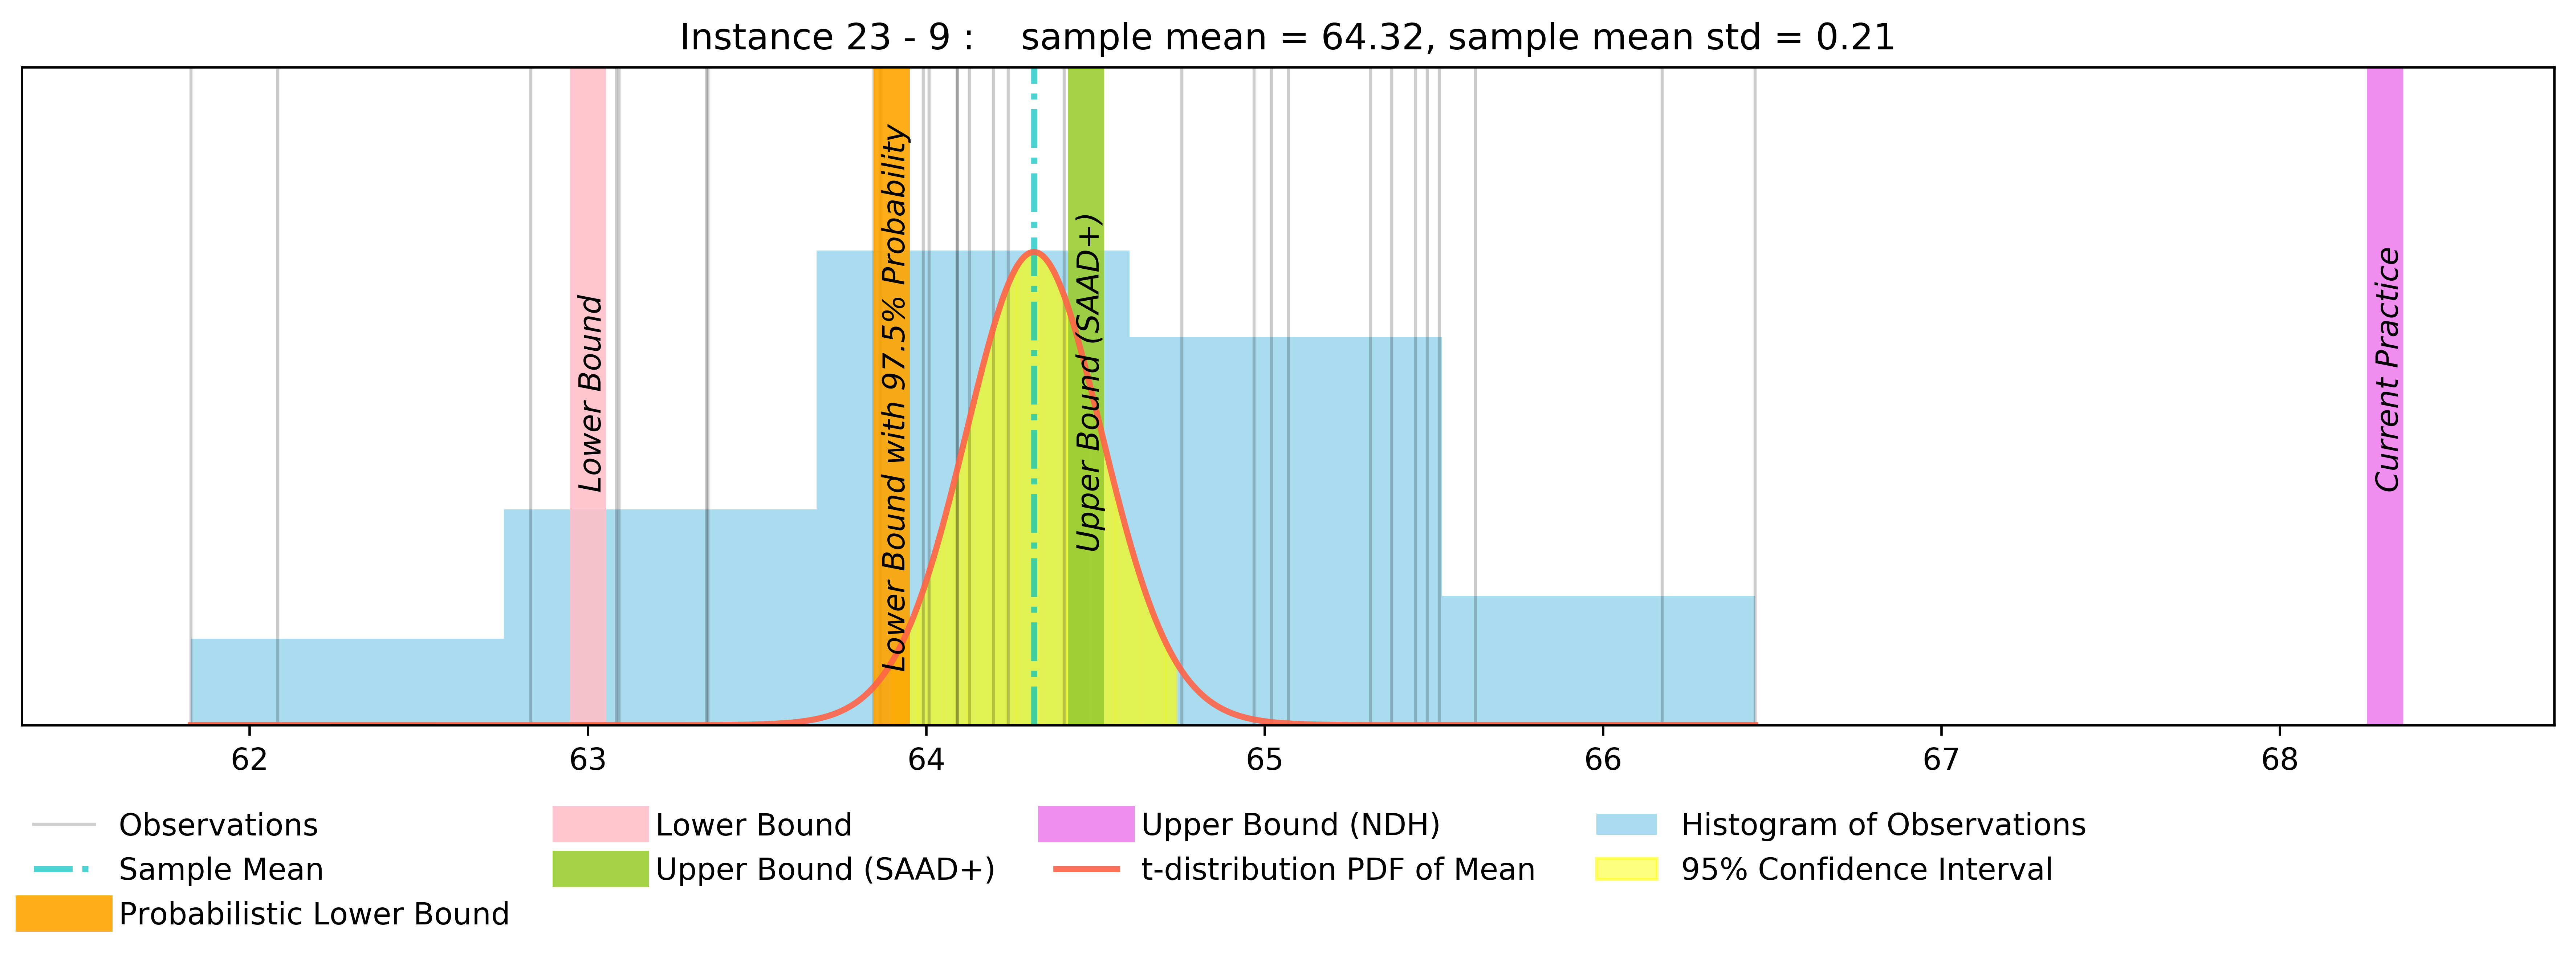 Instance 23 - 9 :    sample mean = 64.32, sample mean std = 0.21
Lower Bound
Lower Bound with 97.5% Probability
Upper Bound (SAAD+)
Current Practice
62 63 64 65 66 67 68
Observations
Sample Mean
Probabilistic Lower Bound
Lower Bound
Upper Bound (SAAD+)
Upper Bound (NDH)
t-distribution PDF of Mean
Histogram of Observations
95% Confidence Interval